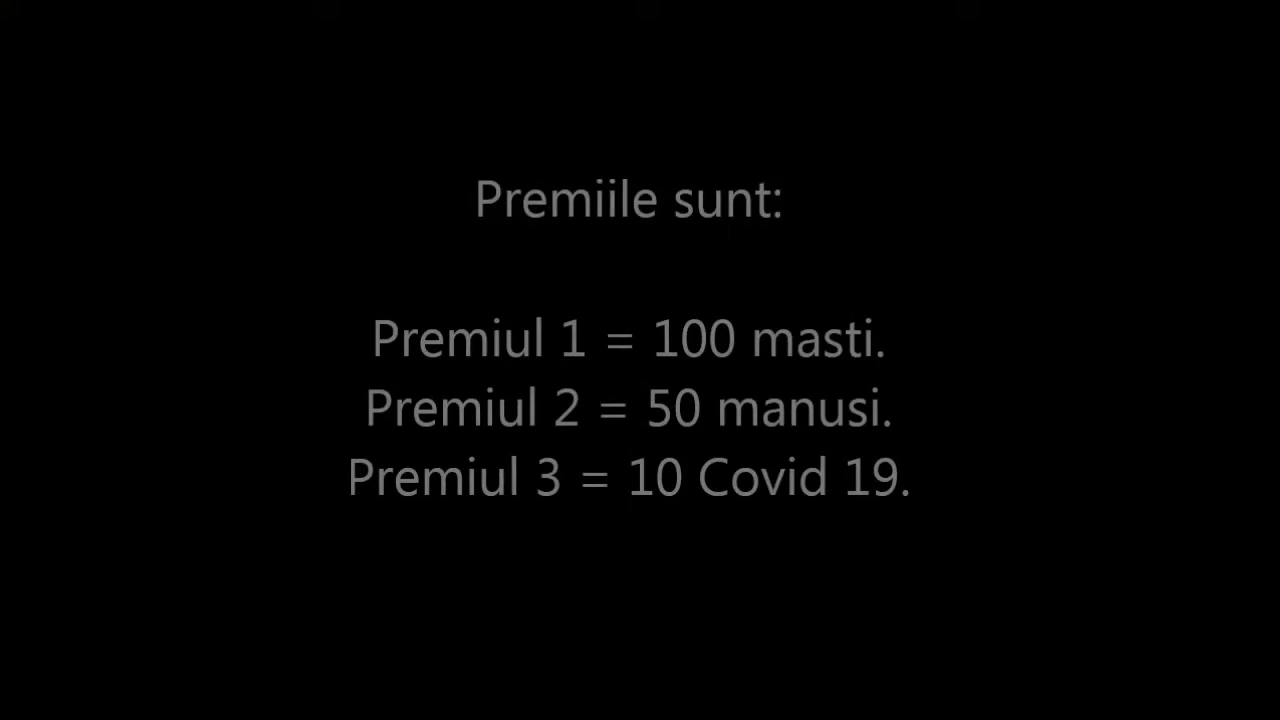 Premiile sunt:
Premiul 1 = 100 masti.
Premiul 2 = 50 manusi.
Premiul 3 = 10 Covid 19.